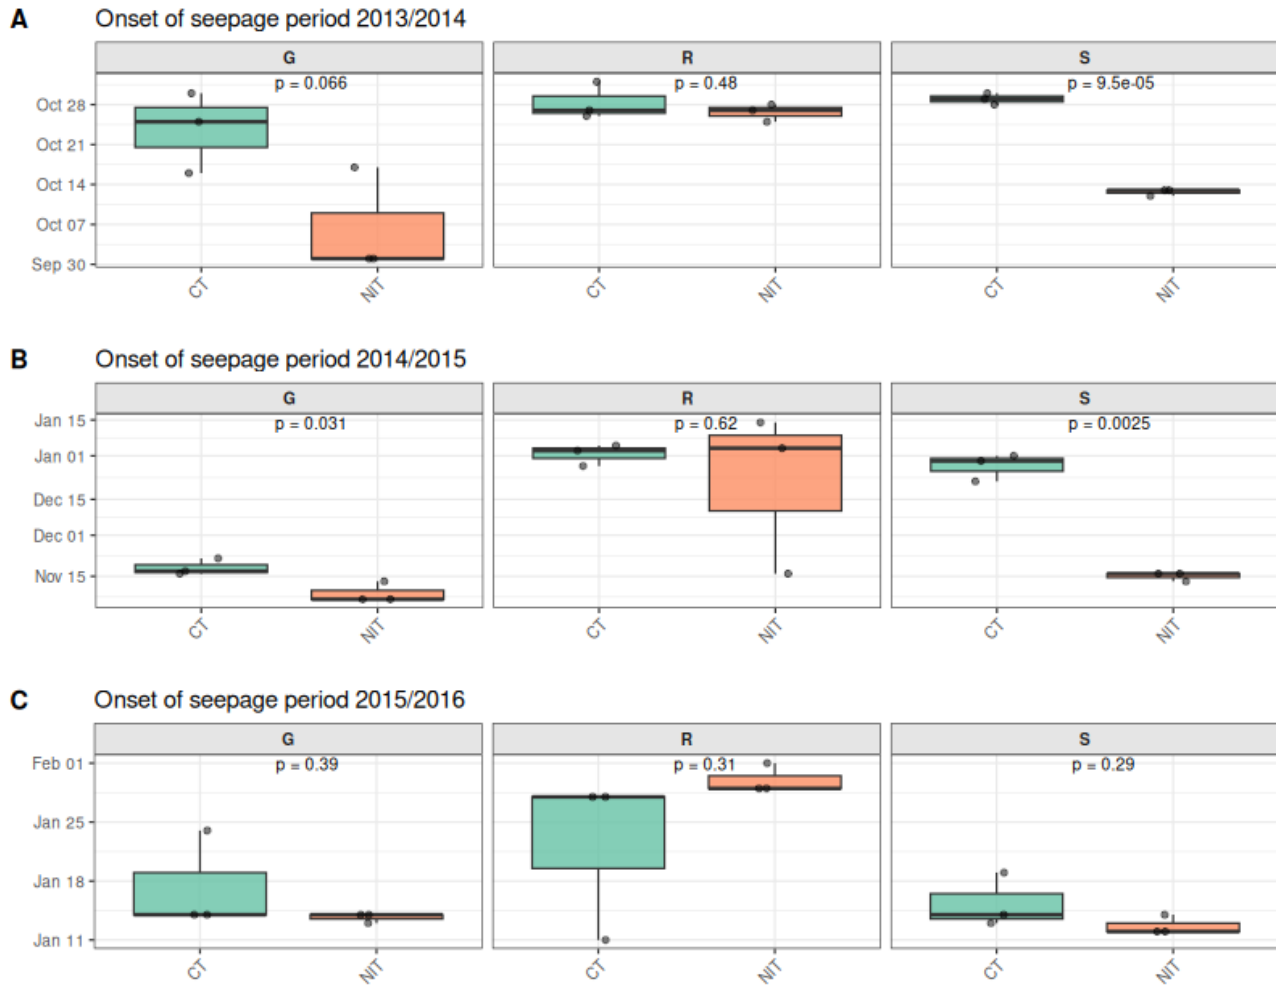 A Onset of seepage period 2013/2014
G R S
p = 0.066 p = 0.48 p = 9.5e-05
Oct 28
Oct 21
Oct 14
Oct 07
Sep 30
CT NIT CT NIT CT NIT
B Onset of seepage period 2014/2015
G R S
Jan 15
p = 0.031 p = 0.62 p = 0.0025
Jan 01
Dec 15
Dec 01
Nov 15
CT NIT CT NIT CT NIT
C Onset of seepage period 2015/2016
G R S
Feb 01
p = 0.39 p = 0.31 p = 0.29
Jan 25
Jan 18
Jan 11
CT NIT CT NIT CT NIT